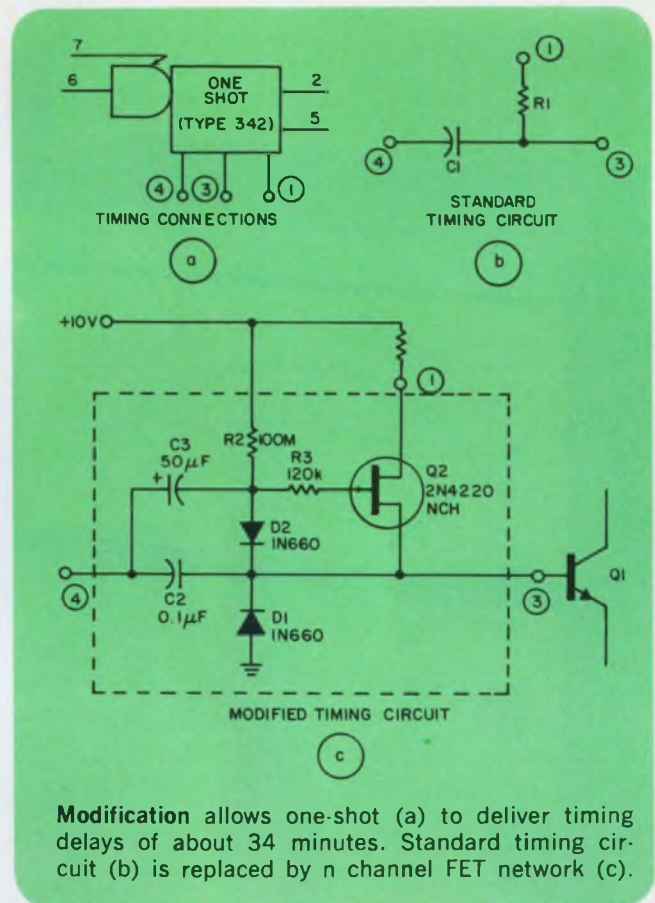 7
6
ONE
SHOT
(TYPE 342)
2
5
4 3 1
TIMING CONNECTIONS
a
1
R1
4
C1
3
STANDARD
TIMING CIRCUIT
b
+10V
1
C3
50µF
+
R2 100M
R3
120k
Q2
2N4220
NCH
D2
IN660
4
C2
0.1µF
D1
IN660
3
Q1
MODIFIED TIMING CIRCUIT
c
Modification allows one-shot (a) to deliver timing
delays of about 34 minutes. Standard timing cir-
cuit (b) is replaced by n channel FET network (c).